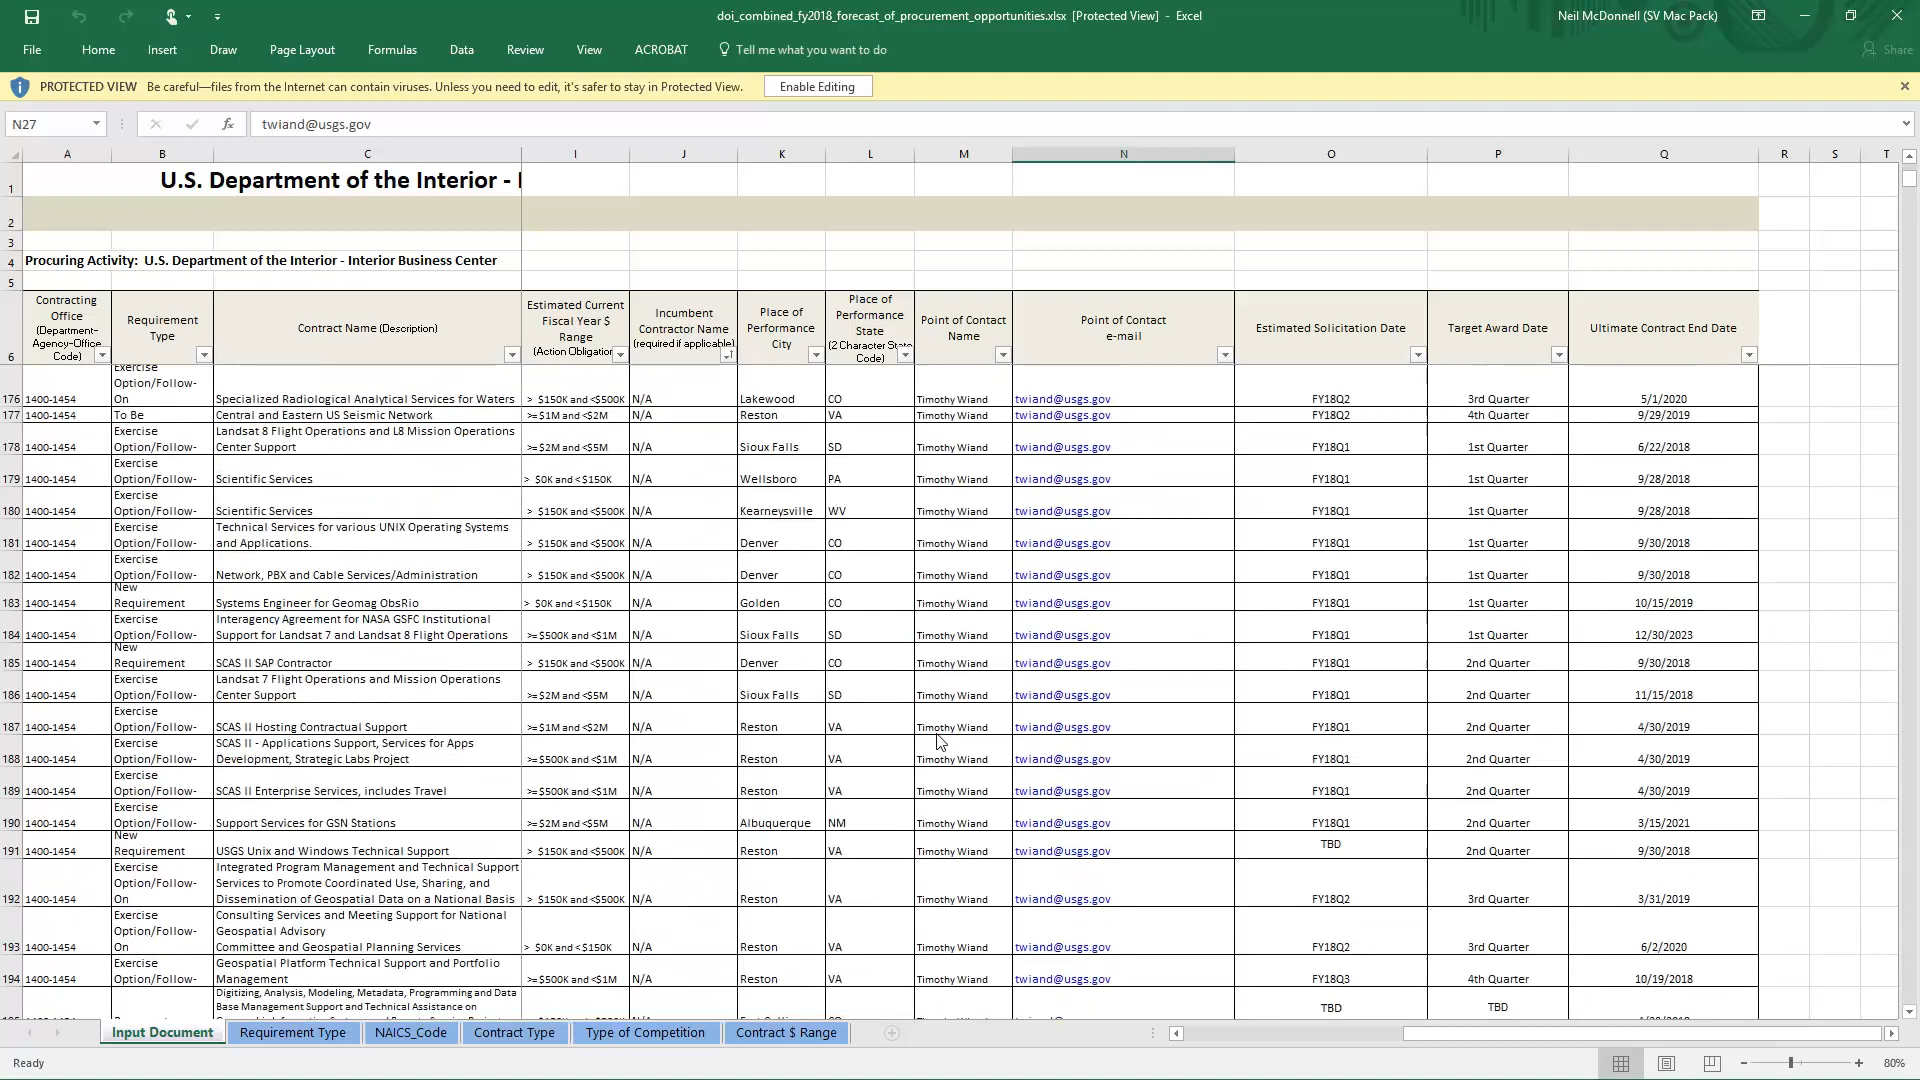 doi_combined_fy2018_forecast_of_procurement_opportunities.xlsx [Protected View] - Excel
Neil McDonnell (SV Mac Pack)
File Home Insert Draw Page Layout Formulas Data Review View ACROBAT Tell me what you want to do Share
PROTECTED VIEW Be careful—files from the Internet can contain viruses. Unless you need to edit, it's safer to stay in Protected View. Enable Editing
N27 fx twiand@usgs.gov
A B C I J K L M N O P Q R S T
1 U.S. Department of the Interior -
2
3
4 Procuring Activity: U.S. Department of the Interior - Interior Business Center
5
6
Contracting Office (Department-Agency-Office Code)
Requirement Type
Contract Name (Description)
Estimated Current Fiscal Year $ Range (Action Obligation
Incumbent Contractor Name (required if applicable)
Place of Performance City
Place of Performance State (2 Character State Code)
Point of Contact Name
Point of Contact e-mail
Estimated Solicitation Date
Target Award Date
Ultimate Contract End Date
176 1400-1454 Exercise Option/Follow-On Specialized Radiological Analytical Services for Waters > $150K and <$500K N/A Lakewood CO Timothy Wiand twiand@usgs.gov FY18Q2 3rd Quarter 5/1/2020
177 1400-1454 To Be Central and Eastern US Seismic Network >=$1M and <$2M N/A Reston VA Timothy Wiand twiand@usgs.gov FY18Q2 4th Quarter 9/29/2019
178 1400-1454 Exercise Option/Follow- Landsat 8 Flight Operations and L8 Mission Operations Center Support >=$2M and <$5M N/A Sioux Falls SD Timothy Wiand twiand@usgs.gov FY18Q1 1st Quarter 6/22/2018
179 1400-1454 Exercise Option/Follow- Scientific Services > $0K and <$150K N/A Wellsboro PA Timothy Wiand twiand@usgs.gov FY18Q1 1st Quarter 9/28/2018
180 1400-1454 Exercise Option/Follow- Scientific Services > $150K and <$500K N/A Kearneysville WV Timothy Wiand twiand@usgs.gov FY18Q1 1st Quarter 9/28/2018
181 1400-1454 Exercise Option/Follow- Technical Services for various UNIX Operating Systems and Applications. > $150K and <$500K N/A Denver CO Timothy Wiand twiand@usgs.gov FY18Q1 1st Quarter 9/30/2018
182 1400-1454 Exercise Option/Follow- Network, PBX and Cable Services/Administration > $150K and <$500K N/A Denver CO Timothy Wiand twiand@usgs.gov FY18Q1 1st Quarter 9/30/2018
183 1400-1454 New Requirement Systems Engineer for Geomag ObsRio > $0K and <$150K N/A Golden CO Timothy Wiand twiand@usgs.gov FY18Q1 1st Quarter 10/15/2019
184 1400-1454 Exercise Option/Follow- Interagency Agreement for NASA GSFC Institutional Support for Landsat 7 and Landsat 8 Flight Operations >=$500K and <$1M N/A Sioux Falls SD Timothy Wiand twiand@usgs.gov FY18Q1 1st Quarter 12/30/2023
185 1400-1454 New Requirement SCAS II SAP Contractor > $150K and <$500K N/A Denver CO Timothy Wiand twiand@usgs.gov FY18Q1 2nd Quarter 9/30/2018
186 1400-1454 Exercise Option/Follow- Landsat 7 Flight Operations and Mission Operations Center Support >=$2M and <$5M N/A Sioux Falls SD Timothy Wiand twiand@usgs.gov FY18Q1 2nd Quarter 11/15/2018
187 1400-1454 Exercise Option/Follow- SCAS II Hosting Contractual Support >=$1M and <$2M N/A Reston VA Timothy Wiand twiand@usgs.gov FY18Q1 2nd Quarter 4/30/2019
188 1400-1454 Exercise Option/Follow- SCAS II - Applications Support, Services for Apps Development, Strategic Labs Project >=$500K and <$1M N/A Reston VA Timothy Wiand twiand@usgs.gov FY18Q1 2nd Quarter 4/30/2019
189 1400-1454 Exercise Option/Follow- SCAS II Enterprise Services, includes Travel >=$500K and <$1M N/A Reston VA Timothy Wiand twiand@usgs.gov FY18Q1 2nd Quarter 4/30/2019
190 1400-1454 Exercise Option/Follow- Support Services for GSN Stations >=$2M and <$5M N/A Albuquerque NM Timothy Wiand twiand@usgs.gov FY18Q1 2nd Quarter 3/15/2021
191 1400-1454 New Requirement USGS Unix and Windows Technical Support > $150K and <$500K N/A Reston VA Timothy Wiand twiand@usgs.gov TBD 2nd Quarter 9/30/2018
192 1400-1454 Exercise Option/Follow-On Integrated Program Management and Technical Support Services to Promote Coordinated Use, Sharing, and Dissemination of Geospatial Data on a National Basis > $150K and <$500K N/A Reston VA Timothy Wiand twiand@usgs.gov FY18Q2 3rd Quarter 3/31/2019
193 1400-1454 Exercise Option/Follow-On Consulting Services and Meeting Support for National Geospatial Advisory Committee and Geospatial Planning Services > $0K and <$150K N/A Reston VA Timothy Wiand twiand@usgs.gov FY18Q2 3rd Quarter 6/2/2020
194 1400-1454 Exercise Option/Follow- Geospatial Platform Technical Support and Portfolio Management >=$500K and <$1M N/A Reston VA Timothy Wiand twiand@usgs.gov FY18Q3 4th Quarter 10/19/2018
Digitizing, Analysis, Modeling, Metadata, Programming and Data Base Management Support and Technical Assistance on TBD TBD
Input Document Requirement Type NAICS_Code Contract Type Type of Competition Contract $ Range
Ready 80%